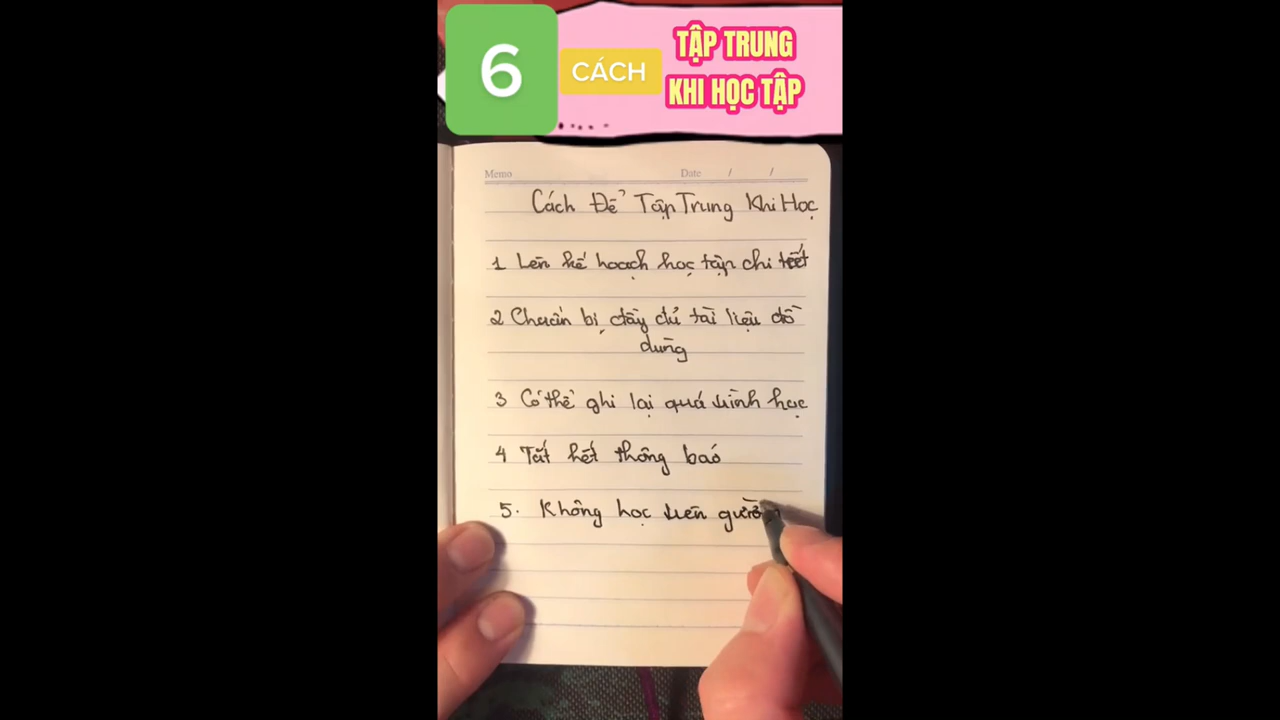 6
CÁCH
TẬP TRUNG
KHI HỌC TẬP
Memo
Date / /
Cách Để Tập Trung Khi Học
1 Lên kế hoạch học tập chi tiết
2 Chuẩn bị đầy đủ tài liệu đồ
dùng
3 Có thể ghi lại quá trình học
4 Tắt hết thông báo
5. Không học trên